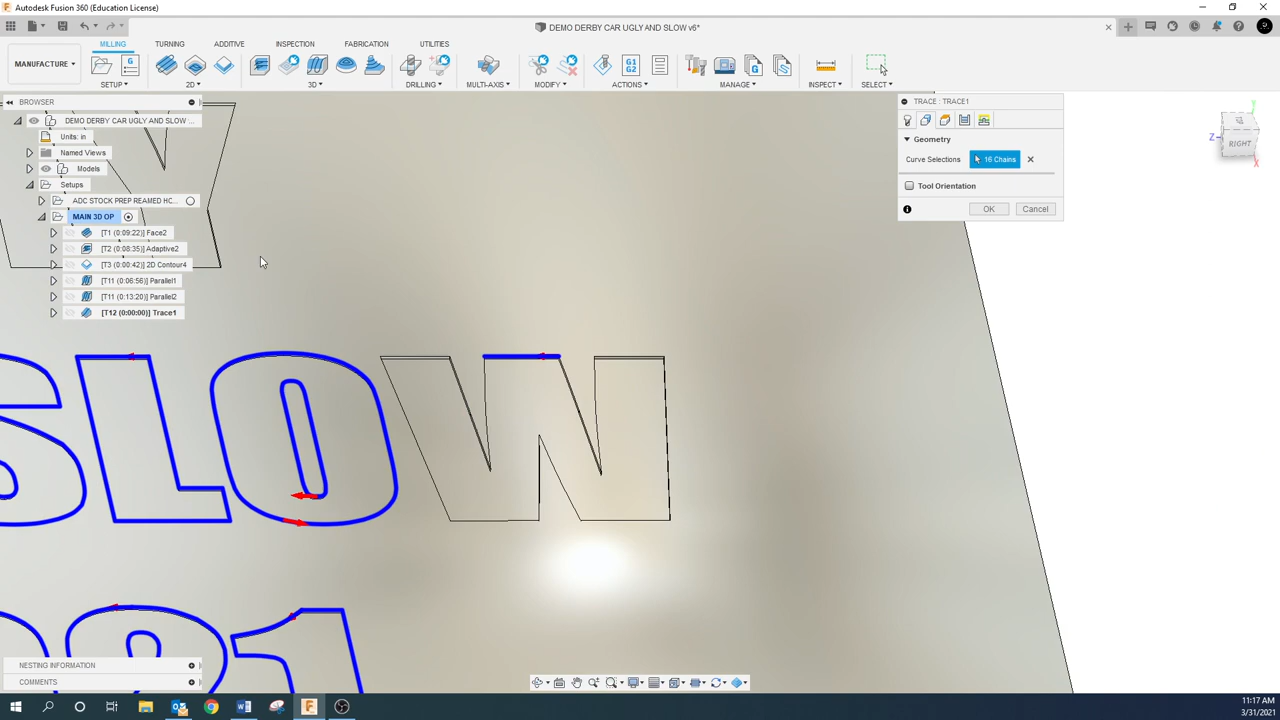 Autodesk Fusion 360 (Education License)
DEMO DERBY CAR UGLY AND SLOW v6*
MANUFACTURE
MILLING TURNING ADDITIVE INSPECTION FABRICATION UTILITIES
G
G1
G2
G
SETUP 2D 3D DRILLING MULTI-AXIS MODIFY ACTIONS MANAGE INSPECT SELECT
BROWSER
DEMO DERBY CAR UGLY AND SLOW ...
Units: in
Named Views
Models
Setups
ADC STOCK PREP REAMED HC...
MAIN 3D OP
[T1 (0:09:22)] Face2
[T2 (0:08:35)] Adaptive2
[T3 (0:00:42)] 2D Contour4
[T11 (0:06:56)] Parallel1
[T11 (0:13:20)] Parallel2
[T12 (0:00:00)] Trace1
TRACE : TRACE1
Geometry
Curve Selections 16 Chains
Tool Orientation
OK Cancel
Y
Z
RIGHT
X
SLOW
NESTING INFORMATION
COMMENTS
11:17 AM
3/31/2021